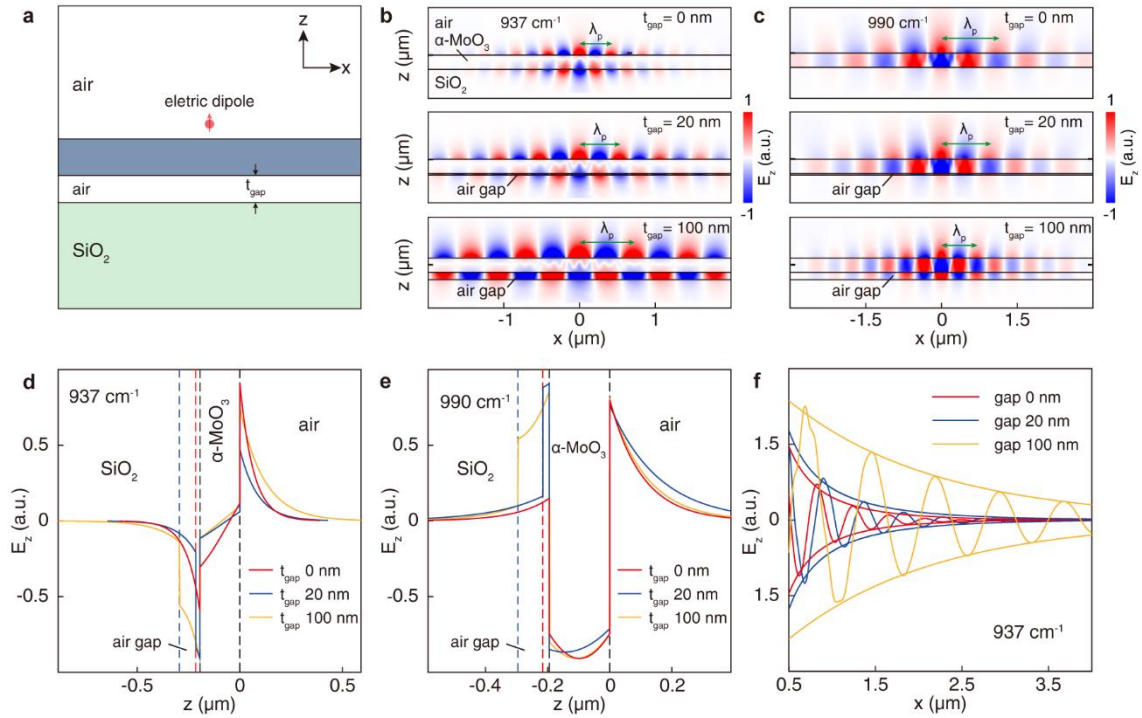 a
z
x
air
eletric dipole
air
t_gap
SiO₂
b
air
937 cm⁻¹
t_gap = 0 nm
α-MoO₃
λ_p
SiO₂
z (μm)
t_gap = 20 nm
λ_p
air gap
z (μm)
t_gap = 100 nm
λ_p
air gap
z (μm)
-1 0 1
x (μm)
1
E_z (a.u.)
-1
c
990 cm⁻¹
t_gap = 0 nm
λ_p
t_gap = 20 nm
λ_p
air gap
t_gap = 100 nm
λ_p
air gap
-1.5 0 1.5
x (μm)
1
E_z (a.u.)
-1
d
937 cm⁻¹
SiO₂
α-MoO₃
air
0.5
0
-0.5
E_z (a.u.)
t_gap 0 nm
t_gap 20 nm
t_gap 100 nm
air gap
-0.5 0 0.5
z (μm)
e
990 cm⁻¹
SiO₂
α-MoO₃
air
0.5
0
-0.5
E_z (a.u.)
t_gap 0 nm
t_gap 20 nm
t_gap 100 nm
air gap
-0.4 -0.2 0 0.2
z (μm)
f
gap 0 nm
gap 20 nm
gap 100 nm
1.5
0.5
0
0.5
1.5
E_z (a.u.)
937 cm⁻¹
0.5 1.5 2.5 3.5
x (μm)